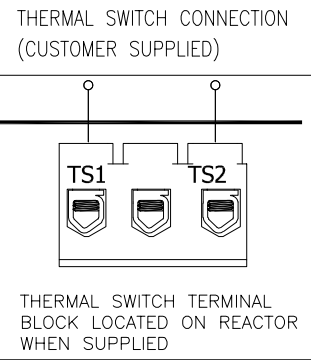 THERMAL SWITCH CONNECTION
(CUSTOMER SUPPLIED)
TS1 TS2
THERMAL SWITCH TERMINAL
BLOCK LOCATED ON REACTOR
WHEN SUPPLIED